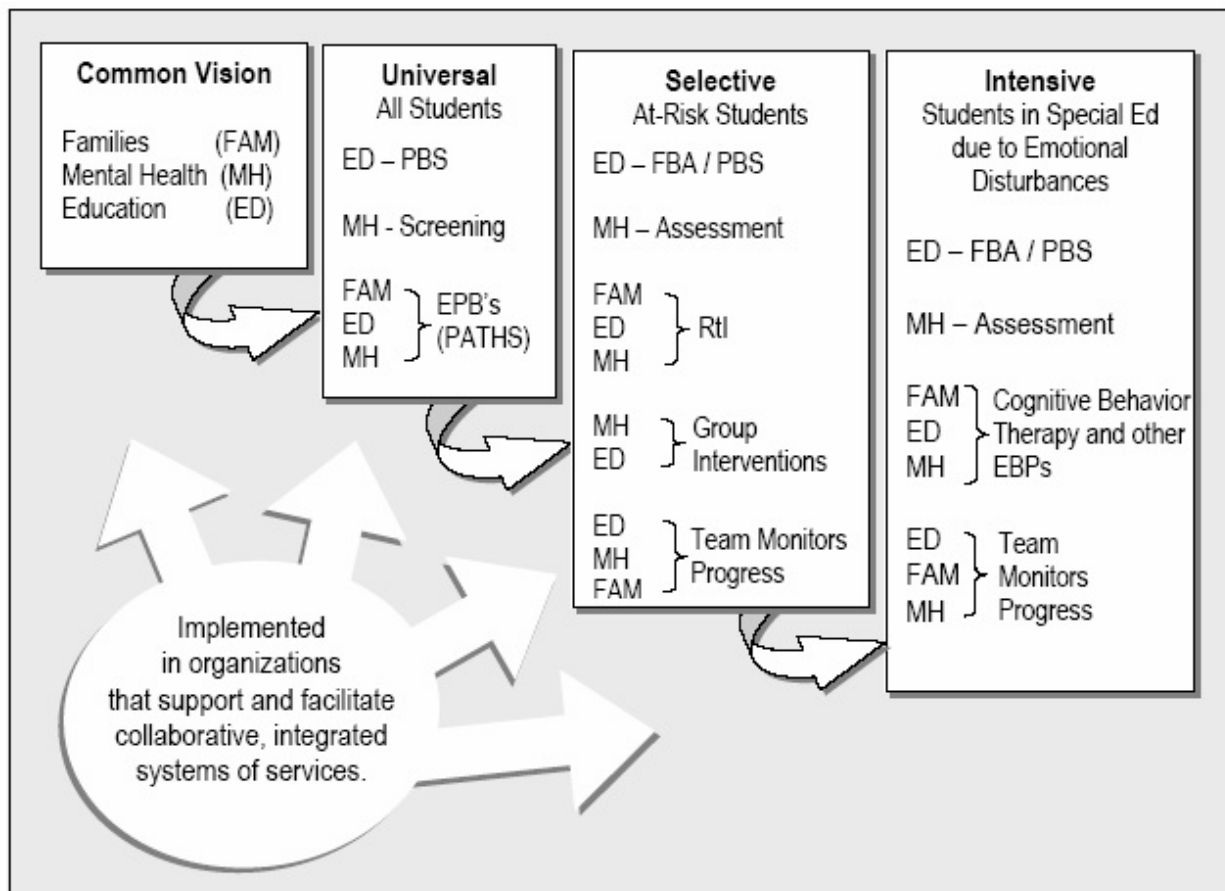 Common Vision
Families (FAM)
Mental Health (MH)
Education (ED)
Universal
All Students
ED – PBS
MH - Screening
FAM
ED
MH
EPB's
(PATHS)
Selective
At-Risk Students
ED – FBA / PBS
MH – Assessment
FAM
ED
MH
RtI
MH
ED
Group
Interventions
ED
MH
FAM
Team Monitors
Progress
Intensive
Students in Special Ed
due to Emotional
Disturbances
ED – FBA / PBS
MH – Assessment
FAM
ED
MH
Cognitive Behavior
Therapy and other
EBPs
ED
FAM
MH
Team
Monitors
Progress
Implemented
in organizations
that support and facilitate
collaborative, integrated
systems of services.